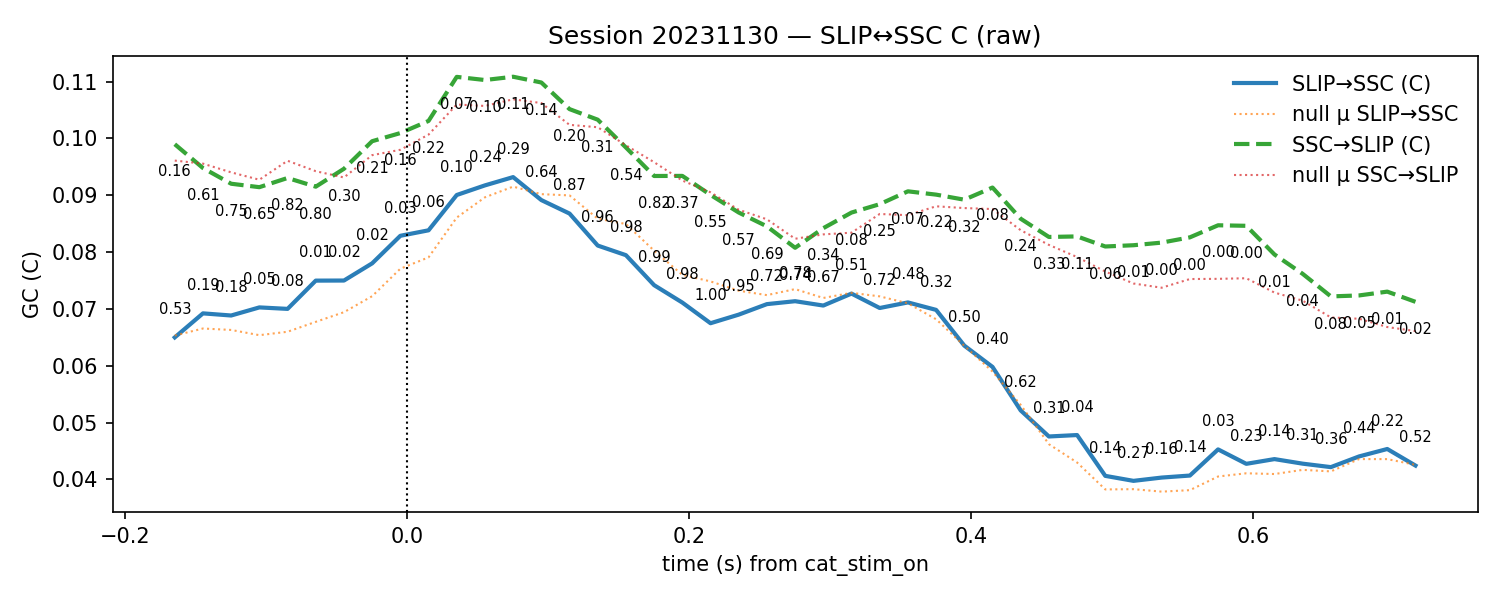 Session 20231130 — SLIP↔SSC C (raw)
GC (C)
0.11
0.10
0.09
0.08
0.07
0.06
0.05
0.04
SLIP→SSC (C)
null μ SLIP→SSC
SSC→SLIP (C)
null μ SSC→SLIP
0.16 0.61 0.75 0.65 0.82 0.80 0.30 0.21 0.16 0.22 0.07 0.10 0.11 0.14 0.20 0.31 0.54 0.82 0.37 0.55 0.57 0.69 0.34 0.08 0.25 0.07 0.22 0.32 0.08 0.24 0.33 0.11 0.06 0.01 0.00 0.00 0.00 0.00 0.01 0.04 0.08 0.05 0.01 0.02
0.53 0.19 0.18 0.05 0.08 0.01 0.02 0.02 0.03 0.06 0.10 0.24 0.29 0.64 0.87 0.96 0.98 0.99 0.98 1.00 0.95 0.72 0.67 0.51 0.72 0.48 0.32 0.50 0.40 0.62 0.31 0.04 0.14 0.27 0.16 0.14 0.03 0.23 0.14 0.31 0.36 0.44 0.22 0.52
−0.2 0.0 0.2 0.4 0.6
time (s) from cat_stim_on